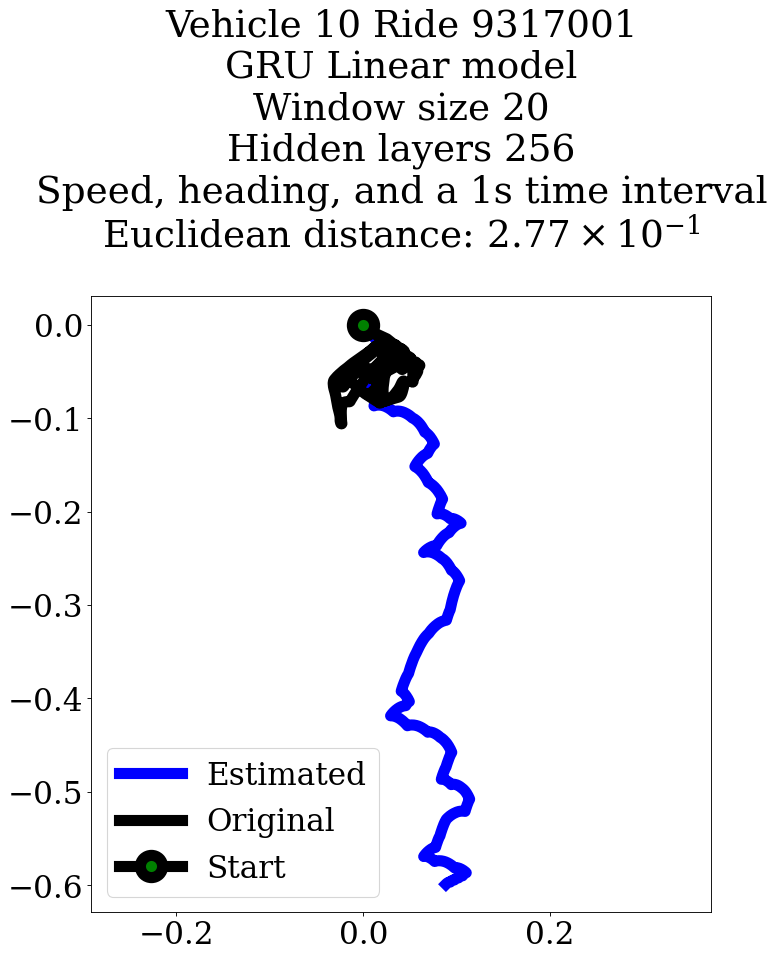 Vehicle 10 Ride 9317001
GRU Linear model
Window size 20
Hidden layers 256
Speed, heading, and a 1s time interval
Euclidean distance: 2.77 × 10⁻¹
0.0
−0.1
−0.2
−0.3
−0.4
−0.5
−0.6
Estimated
Original
Start
−0.2
0.0
0.2